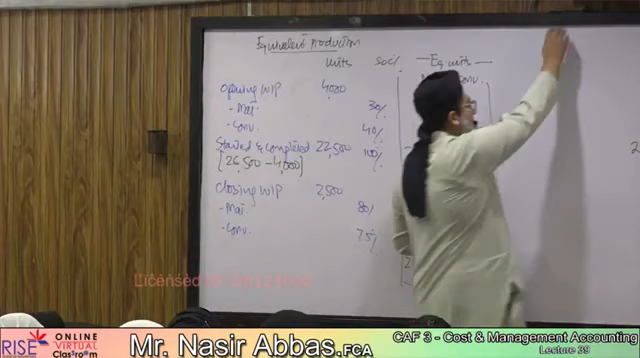 Equivalent Production
units SOC% Eq units
Opening WIP 4000
- Mat 30%
- Conv. 40%
Started & completed 22,500 100%
[26,500 - 4,000]
Closing WIP 2,500
- Mat 80%
- Conv. 75%
2
RISE ONLINE VIRTUAL Classroom
Mr. Nasir Abbas.FCA
CAF 3 - Cost & Management Accounting
Lecture 39